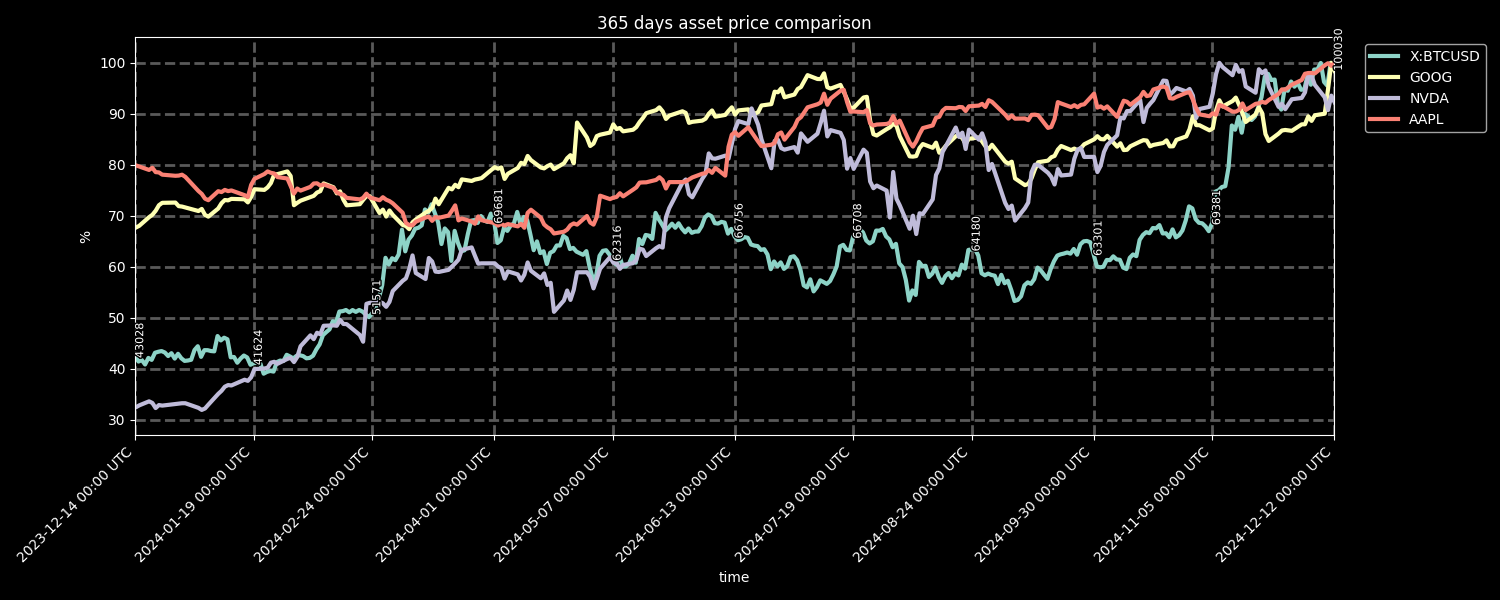 365 days asset price comparison
X:BTCUSD
GOOG
NVDA
AAPL
%
100
90
80
70
60
50
40
30
43028
41624
51571
69681
62316
66756
66708
64180
63301
100030
2023-12-14 00:00 UTC
2024-01-19 00:00 UTC
2024-02-24 00:00 UTC
2024-04-01 00:00 UTC
2024-05-07 00:00 UTC
2024-06-13 00:00 UTC
2024-07-19 00:00 UTC
2024-08-24 00:00 UTC
2024-09-30 00:00 UTC
2024-11-05 00:00 UTC
2024-12-12 00:00 UTC
time